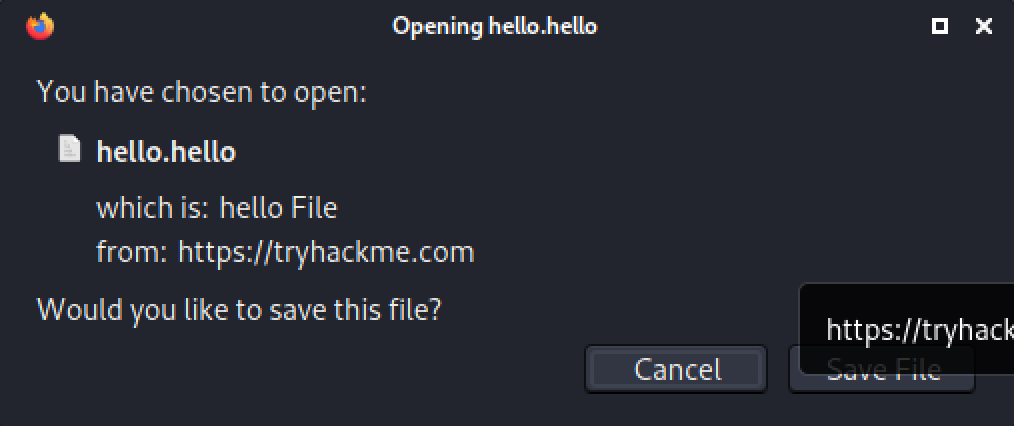 Opening hello.hello
You have chosen to open:
hello.hello
which is: hello File
from: https://tryhackme.com
Would you like to save this file?
https://tryhack
Cancel
Save File